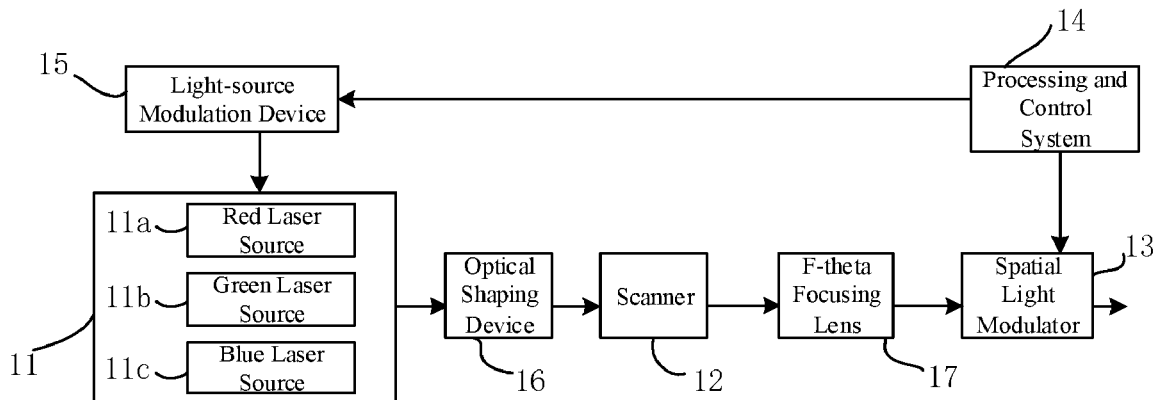 14
15
Light-source
Modulation Device
Processing and
Control
System
11a
Red Laser
Source
11b
Green Laser
Source
11c
Blue Laser
Source
11
Optical
Shaping
Device
16
Scanner
12
F-theta
Focusing
Lens
17
Spatial
Light
Modulator
13